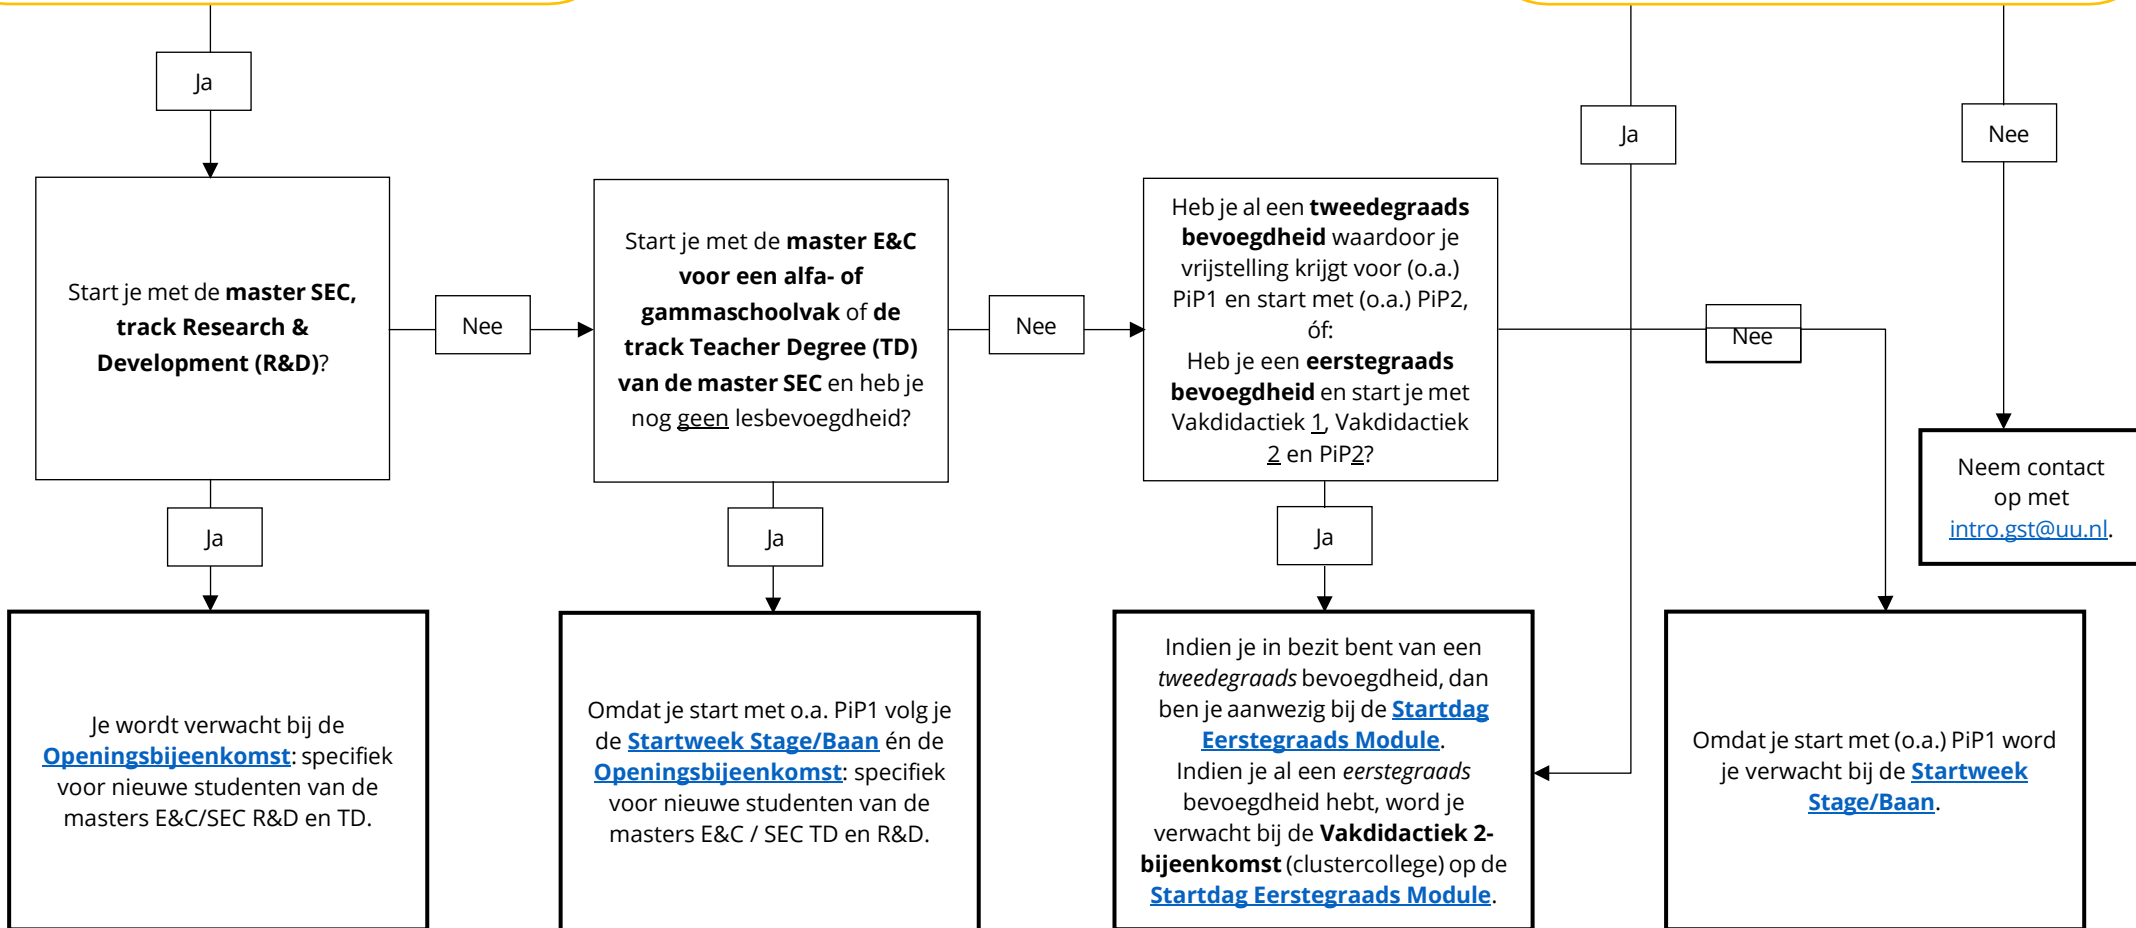 Ja
Ja
Nee
Start je met de master SEC,
track Research &
Development (R&D)?
Nee
Start je met de master E&C
voor een alfa- of
gammaschoolvak of de
track Teacher Degree (TD)
van de master SEC en heb je
nog geen lesbevoegdheid?
Nee
Heb je al een tweedegraads
bevoegdheid waardoor je
vrijstelling krijgt voor (o.a.)
PiP1 en start met (o.a.) PiP2,
óf:
Heb je een eerstegraads
bevoegdheid en start je met
Vakdidactiek 1, Vakdidactiek
2 en PiP2?
Nee
Neem contact
op met
intro.gst@uu.nl.
Ja
Ja
Ja
Je wordt verwacht bij de
Openingsbijeenkomst: specifiek
voor nieuwe studenten van de
masters E&C/SEC R&D en TD.
Omdat je start met o.a. PiP1 volg je
de Startweek Stage/Baan én de
Openingsbijeenkomst: specifiek
voor nieuwe studenten van de
masters E&C / SEC TD en R&D.
Indien je in bezit bent van een
tweedegraads bevoegdheid, dan
ben je aanwezig bij de Startdag
Eerstegraads Module.
Indien je al een eerstegraads
bevoegdheid hebt, word je
verwacht bij de Vakdidactiek 2-
bijeenkomst (clustercollege) op de
Startdag Eerstegraads Module.
Omdat je start met (o.a.) PiP1 word
je verwacht bij de Startweek
Stage/Baan.